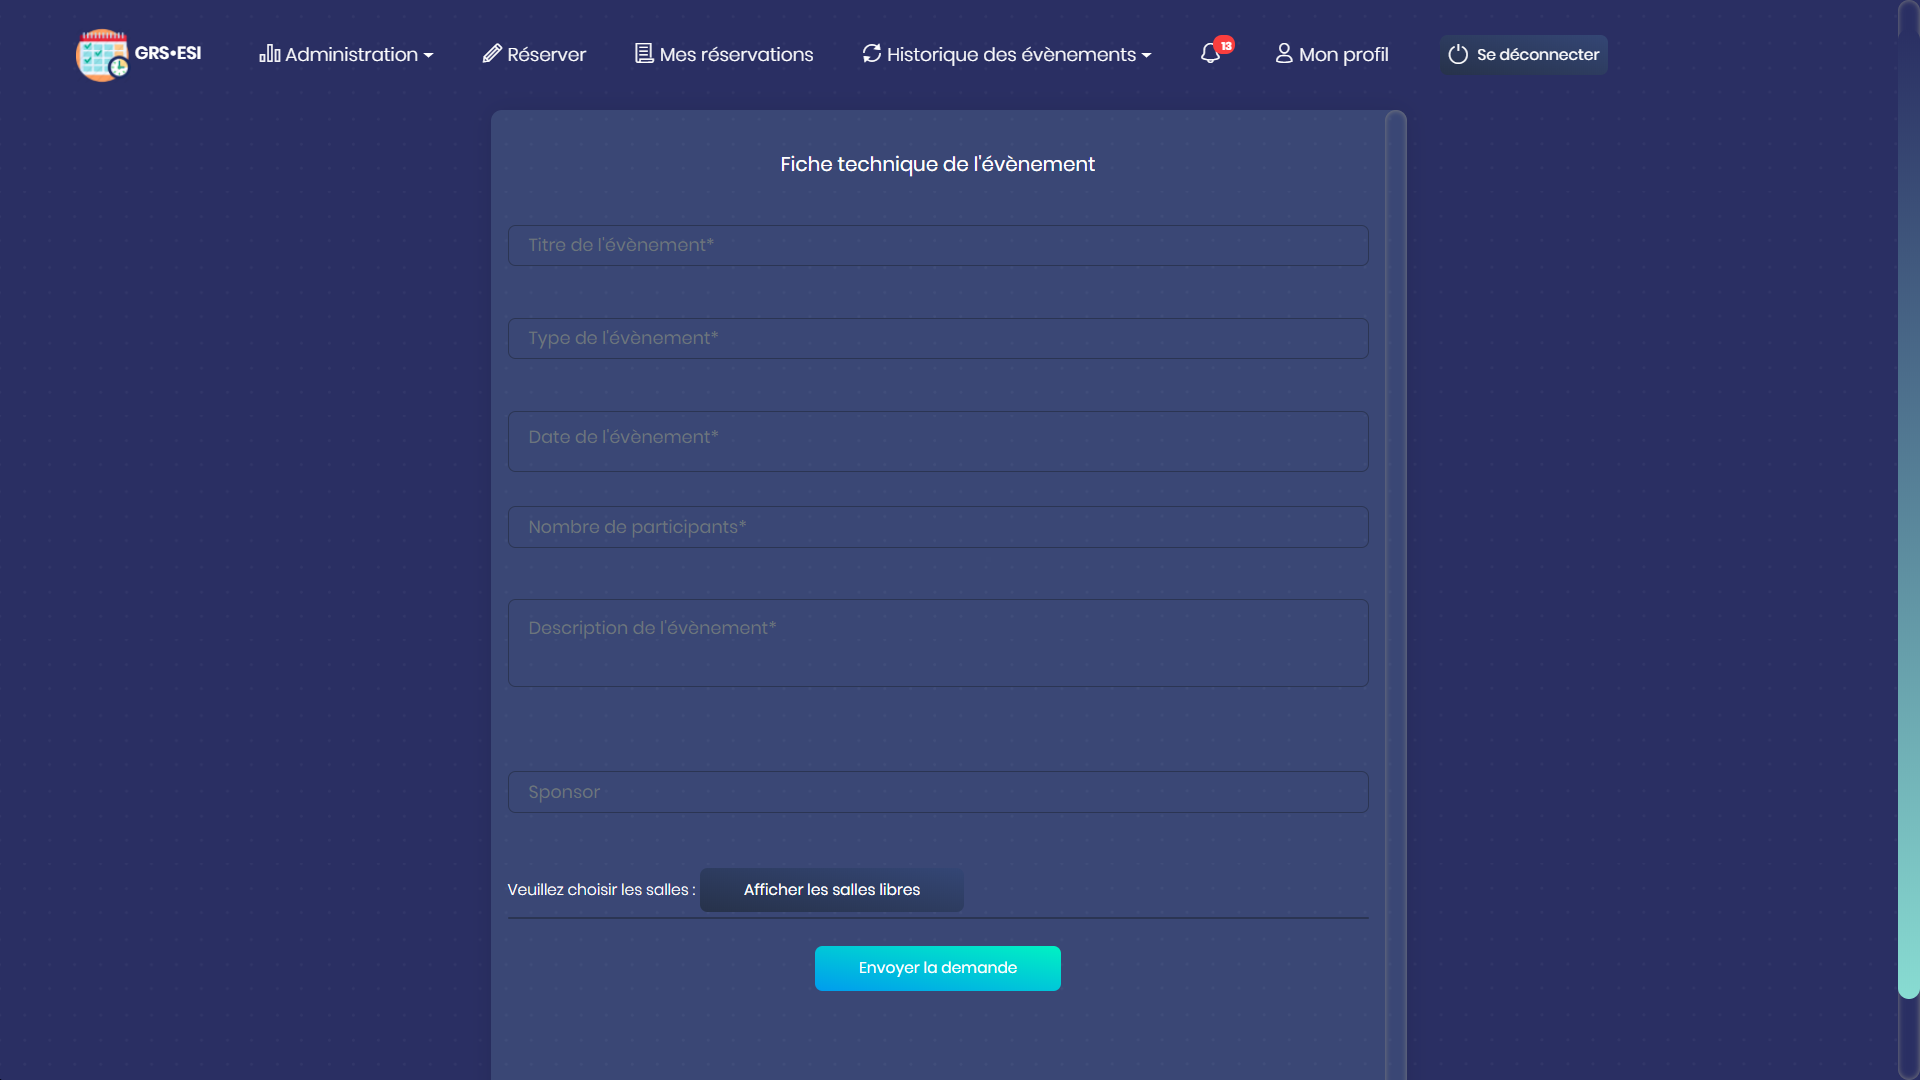 GRS•ESI
Administration
Réserver
Mes réservations
Historique des évènements
13
Mon profil
Se déconnecter
Fiche technique de l'évènement
Titre de l'évènement*
Type de l'évènement*
Date de l'évènement*
Nombre de participants*
Description de l'évènement*
Sponsor
Veuillez choisir les salles :
Afficher les salles libres
Envoyer la demande